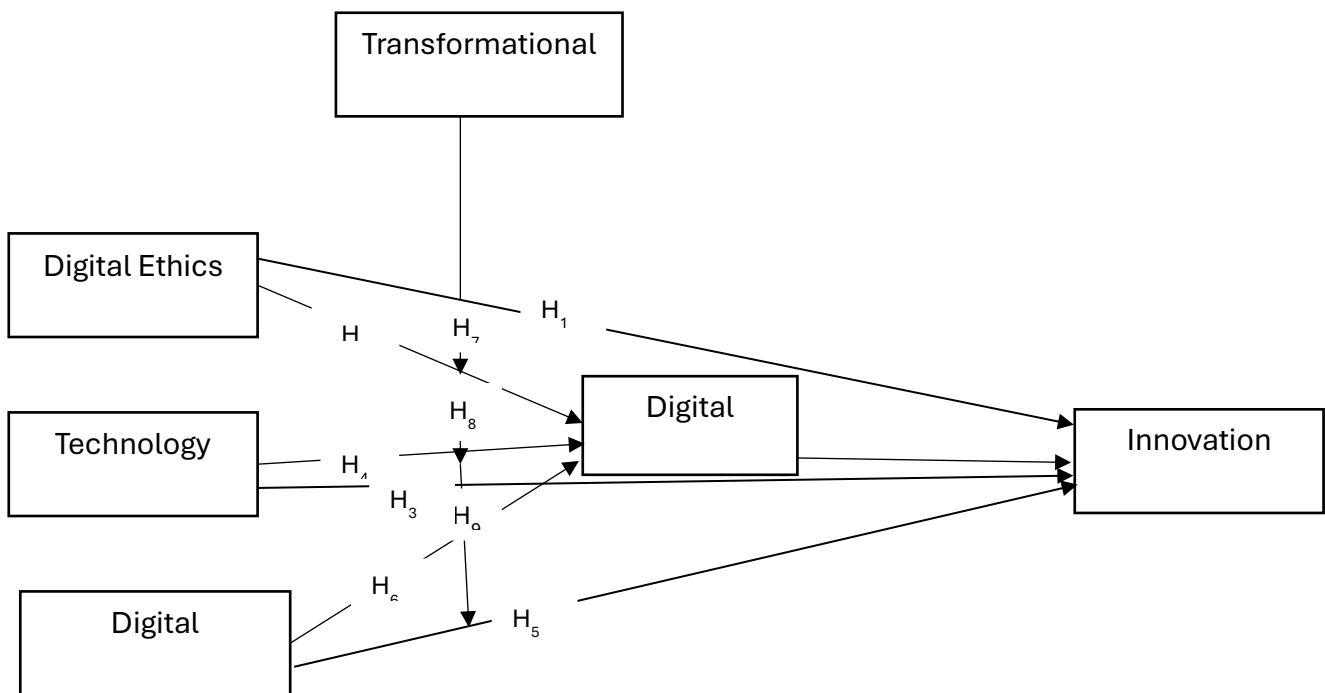 Transformational
Digital Ethics
H₁
H₇
H
Digital
H₈
Technology
Innovation
H₄
H₃
H₉
H₆
Digital
H₅